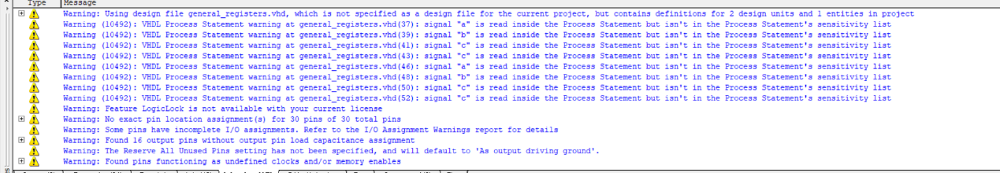 Type Message
Warning: Using design file general_registers.vhd, which is not specified as a design file for the current project, but contains definitions for 2 design units and 1 entities in project
Warning (10492): VHDL Process Statement warning at general_registers.vhd(37): signal "a" is read inside the Process Statement but isn't in the Process Statement's sensitivity list
Warning (10492): VHDL Process Statement warning at general_registers.vhd(39): signal "b" is read inside the Process Statement but isn't in the Process Statement's sensitivity list
Warning (10492): VHDL Process Statement warning at general_registers.vhd(41): signal "c" is read inside the Process Statement but isn't in the Process Statement's sensitivity list
Warning (10492): VHDL Process Statement warning at general_registers.vhd(43): signal "c" is read inside the Process Statement but isn't in the Process Statement's sensitivity list
Warning (10492): VHDL Process Statement warning at general_registers.vhd(46): signal "a" is read inside the Process Statement but isn't in the Process Statement's sensitivity list
Warning (10492): VHDL Process Statement warning at general_registers.vhd(48): signal "b" is read inside the Process Statement but isn't in the Process Statement's sensitivity list
Warning (10492): VHDL Process Statement warning at general_registers.vhd(50): signal "c" is read inside the Process Statement but isn't in the Process Statement's sensitivity list
Warning (10492): VHDL Process Statement warning at general_registers.vhd(52): signal "c" is read inside the Process Statement but isn't in the Process Statement's sensitivity list
Warning: Feature LogicLock is not available with your current license
Warning: No exact pin location assignment(s) for 30 pins of 30 total pins
Warning: Some pins have incomplete I/O assignments. Refer to the I/O Assignment Warnings report for details
Warning: Found 16 output pins without output pin load capacitance assignment
Warning: The Reserve All Unused Pins setting has not been specified, and will default to 'As output driving ground'.
Warning: Found pins functioning as undefined clocks and/or memory enables